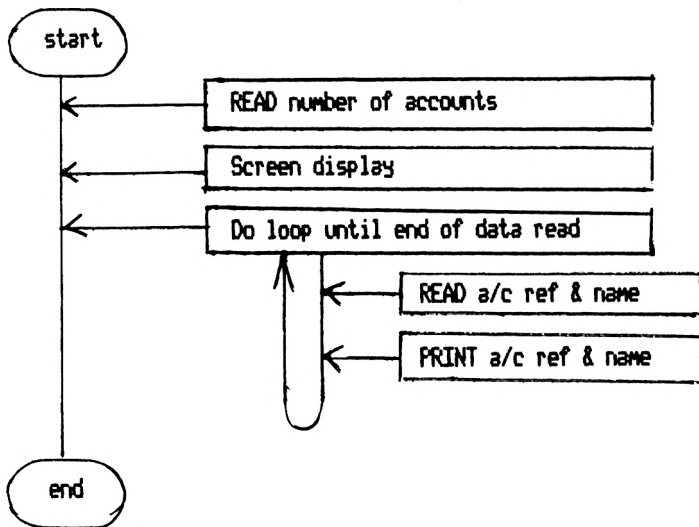 start
READ number of accounts
Screen display
Do loop until end of data read
READ a/c ref & name
PRINT a/c ref & name
end